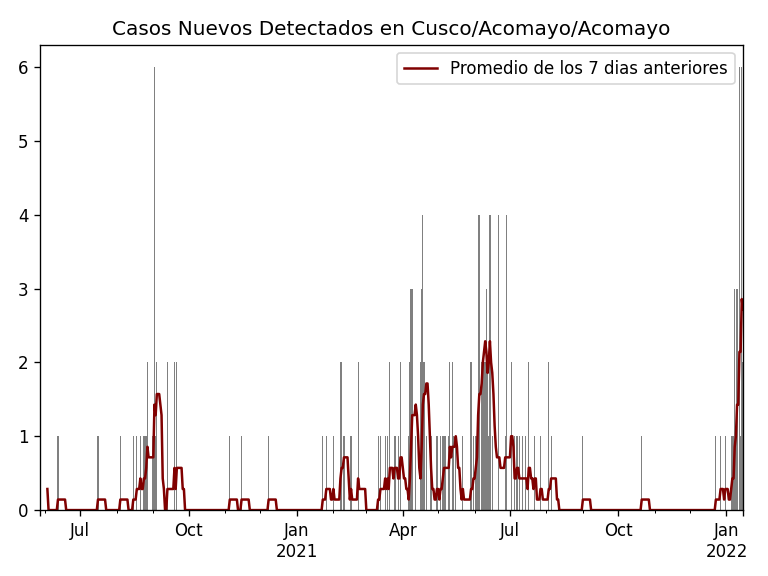 Casos Nuevos Detectados en Cusco/Acomayo/Acomayo
Promedio de los 7 dias anteriores
6
5
4
3
2
1
0
Jul Oct Jan Apr Jul Oct Jan
2021 2022